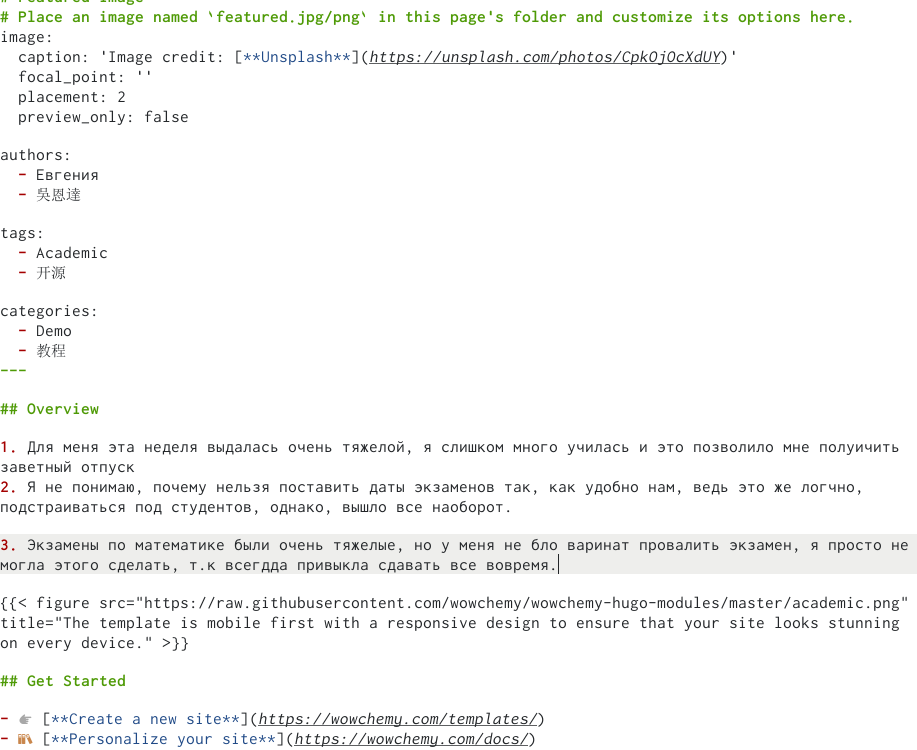 # Featured image
# Place an image named `featured.jpg/png` in this page's folder and customize its options here.
image:
  caption: 'Image credit: [**Unsplash**](https://unsplash.com/photos/CpkOjOcXdUY)'
  focal_point: ''
  placement: 2
  preview_only: false

authors:
  - Евгения
  - 吳恩達

tags:
  - Academic
  - 开源

categories:
  - Demo
  - 教程
---

## Overview

1. Для меня эта неделя выдалась очень тяжелой, я слишком много училась и это позволило мне полуичить
заветный отпуск
2. Я не понимаю, почему нельзя поставить даты экзаменов так, как удобно нам, ведь это же логчно,
подстраиваться под студентов, однако, вышло все наоборот.

3. Экзамены по математике были очень тяжелые, но у меня не бло варинат провалить экзамен, я просто не
могла этого сделать, т.к всегдда привыкла сдавать все вовремя.

{{< figure src="https://raw.githubusercontent.com/wowchemy/wowchemy-hugo-modules/master/academic.png"
title="The template is mobile first with a responsive design to ensure that your site looks stunning
on every device." >}}

## Get Started

- 👉 [**Create a new site**](https://wowchemy.com/templates/)
- 📚 [**Personalize your site**](https://wowchemy.com/docs/)